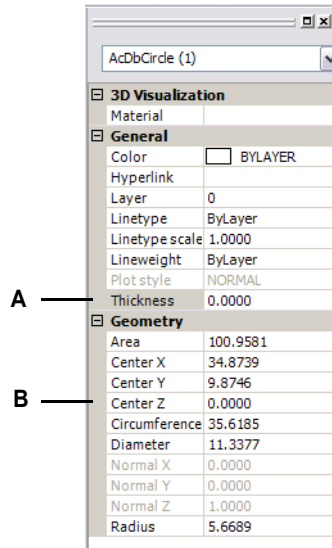 AcDbCircle (1)
3D Visualization
Material
General
Color BYLAYER
Hyperlink
Layer 0
Linetype ByLayer
Linetype scale 1.0000
Lineweight ByLayer
Plot style NORMAL
A Thickness 0.0000
Geometry
Area 100.9581
Center X 34.8739
Center Y 9.8746
B Center Z 0.0000
Circumference 35.6185
Diameter 11.3377
Normal X 0.0000
Normal Y 0.0000
Normal Z 1.0000
Radius 5.6689